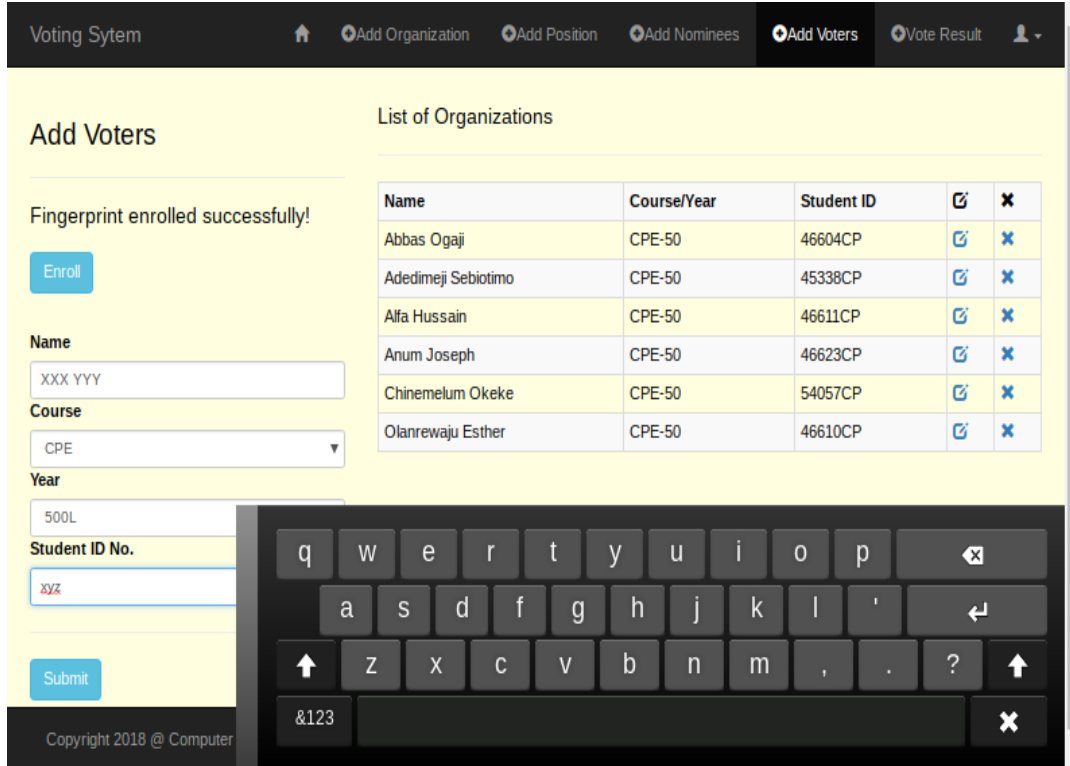 Voting Sytem Add Organization Add Position Add Nominees Add Voters Vote Result
Add Voters
Fingerprint enrolled successfully!
Enroll
Name
XXX YYY
Course
CPE
Year
500L
Student ID No.
xyz
Submit
List of Organizations
Name Course/Year Student ID
Abbas Ogaji CPE-50 46604CP
Adedimeji Sebiotimo CPE-50 45338CP
Alfa Hussain CPE-50 46611CP
Anum Joseph CPE-50 46623CP
Chinemelum Okeke CPE-50 54057CP
Olanrewaju Esther CPE-50 46610CP
q w e r t y u i o p
a s d f g h j k l '
z x c v b n m , . ?
&123
Copyright 2018 @ Computer